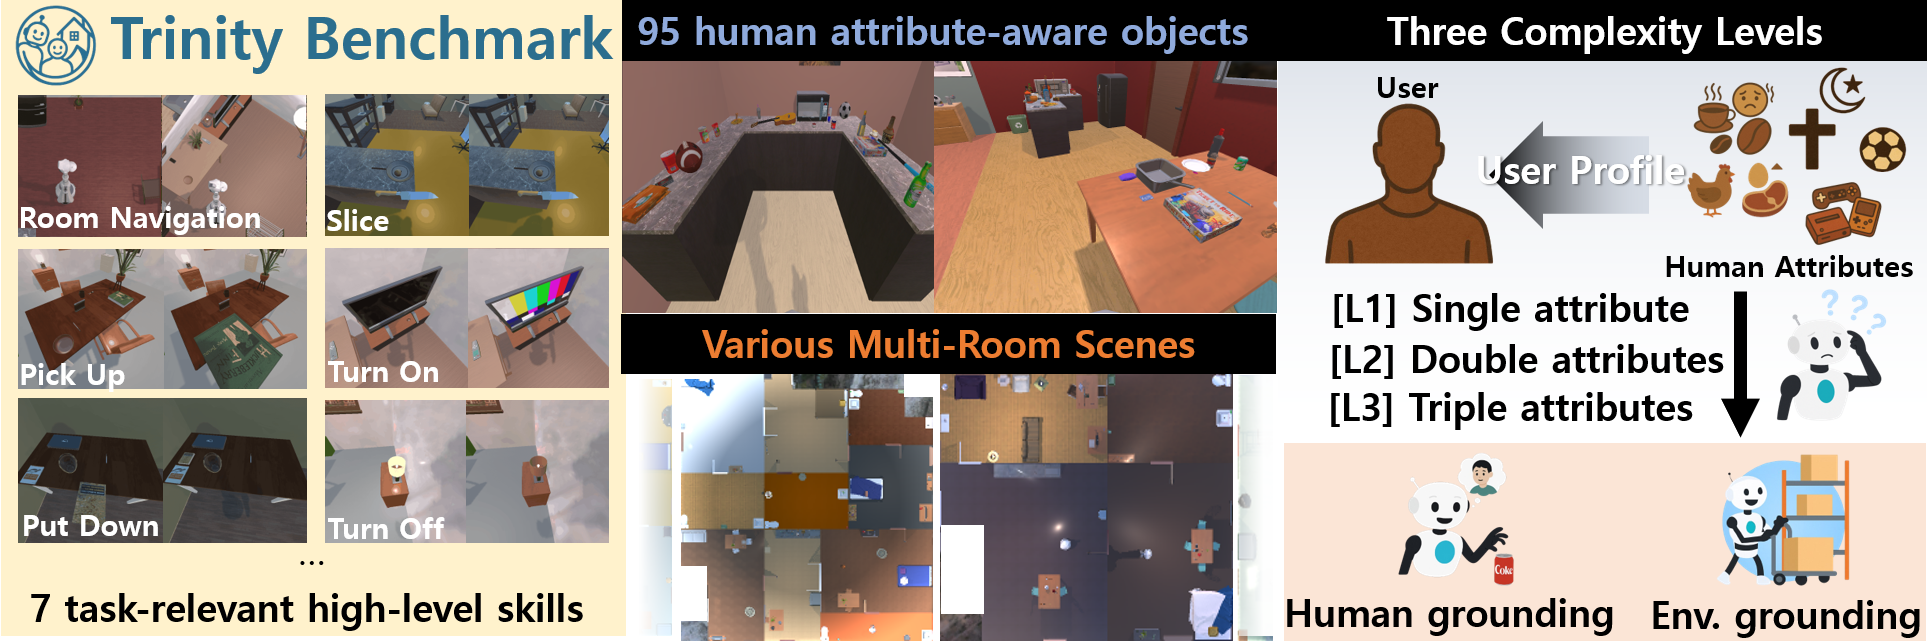 Trinity Benchmark
Room Navigation
Slice
Pick Up
Turn On
Put Down
Turn Off
...
7 task-relevant high-level skills
95 human attribute-aware objects
Various Multi-Room Scenes
Three Complexity Levels
User
User Profile
Human Attributes
[L1] Single attribute
[L2] Double attributes
[L3] Triple attributes
? ? ?
Coke
Human grounding
Env. grounding